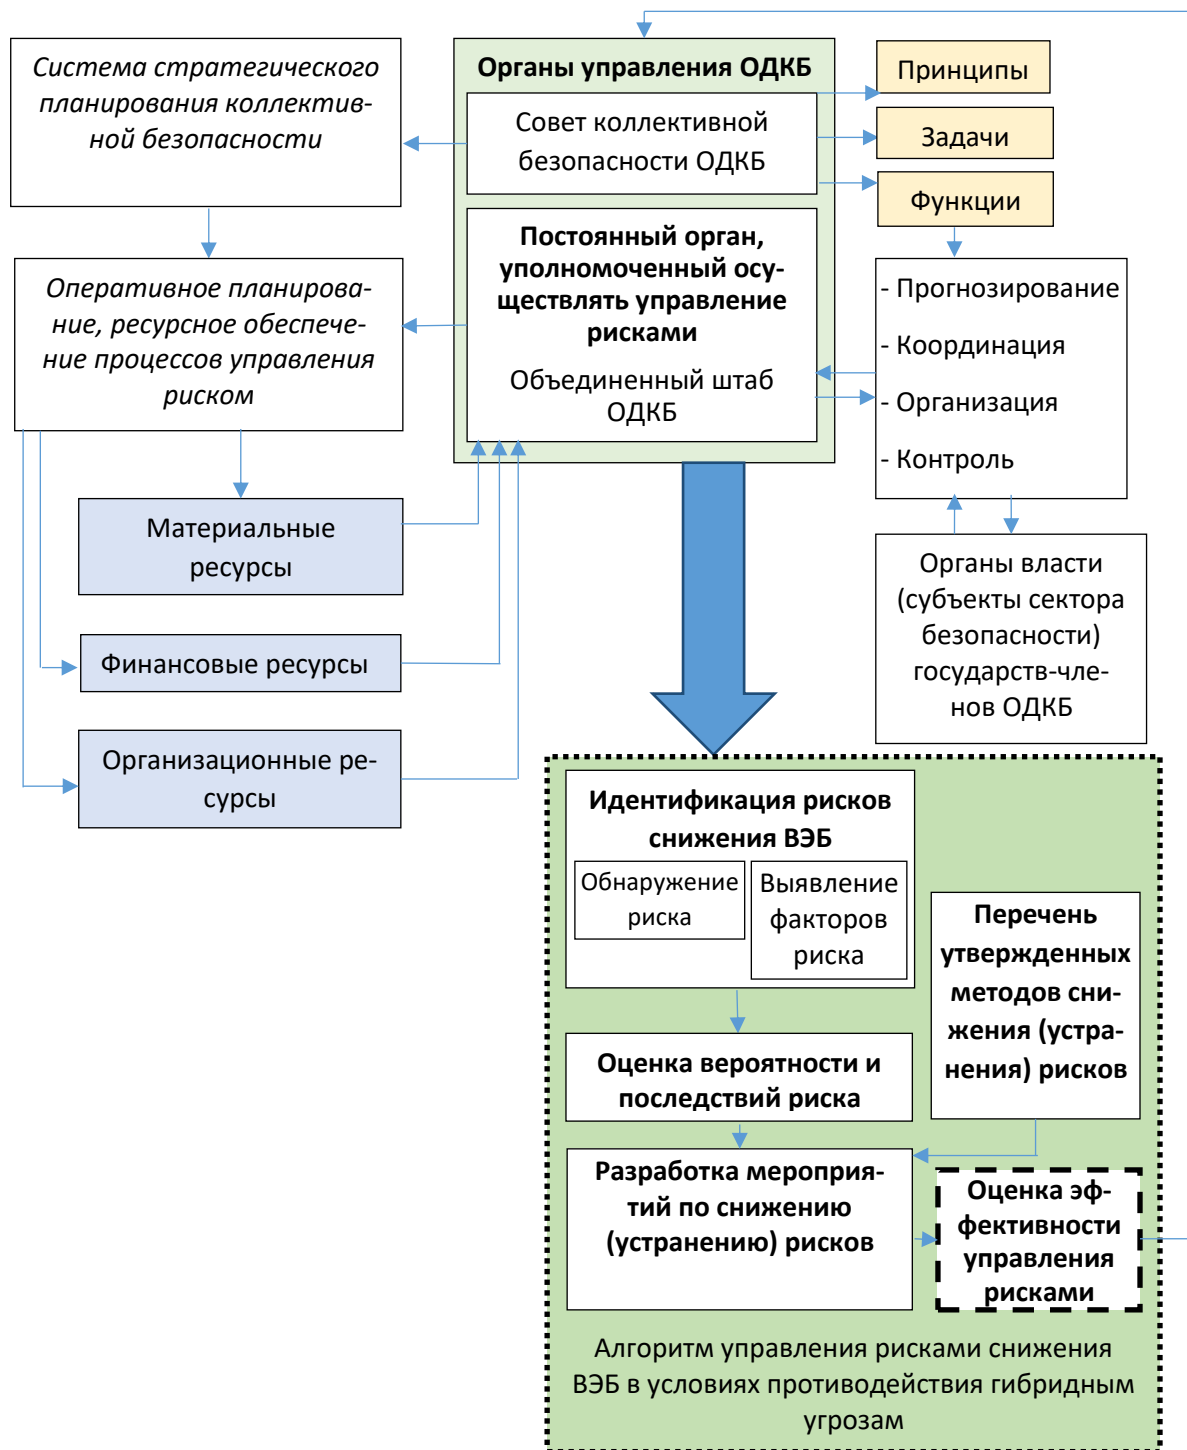 Система стратегического
планирования коллектив-
ной безопасности
Органы управления ОДКБ
Совет коллективной
безопасности ОДКБ
Принципы
Задачи
Функции
Оперативное планирова-
ние, ресурсное обеспече-
ние процессов управления
риском
Постоянный орган,
уполномоченный осу-
ществлять управление
рисками
Объединенный штаб
ОДКБ
- Прогнозирование
- Координация
- Организация
- Контроль
Материальные
ресурсы
Финансовые ресурсы
Организационные ре-
сурсы
Органы власти
(субъекты сектора
безопасности)
государств-чле-
нов ОДКБ
Идентификация рисков
снижения ВЭБ
Обнаружение
риска
Выявление
факторов
риска
Перечень
утвержденных
методов сни-
жения (устра-
нения) рисков
Оценка вероятности и
последствий риска
Разработка мероприя-
тий по снижению
(устранению) рисков
Оценка эф-
фективности
управления
рисками
Алгоритм управления рисками снижения
ВЭБ в условиях противодействия гибридным
угрозам